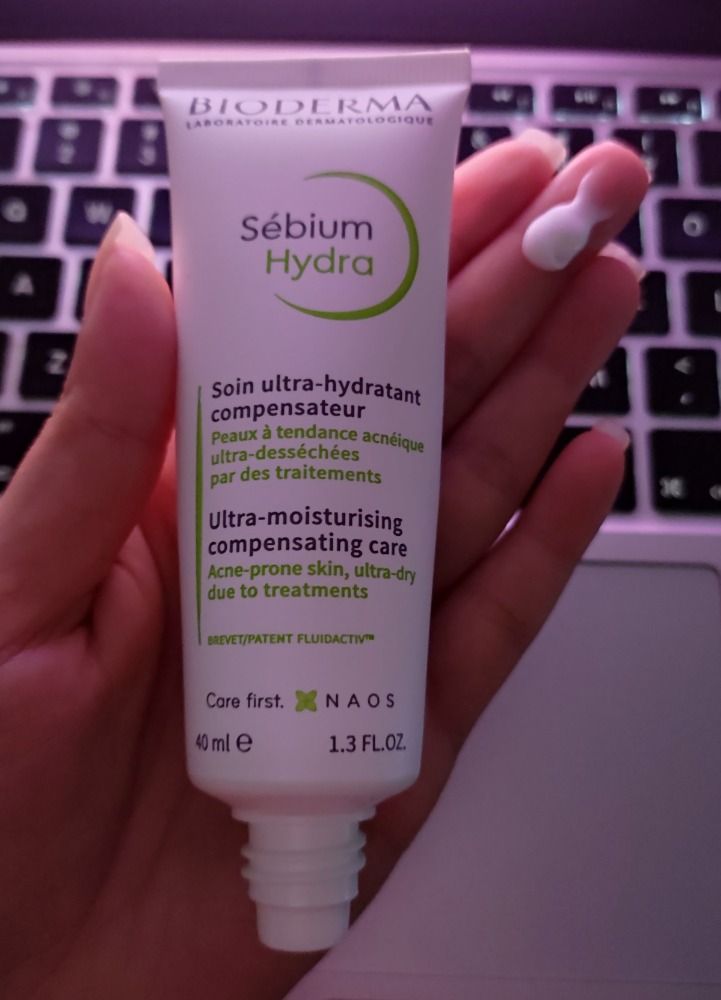 BIODERMA
LABORATOIRE DERMATOLOGIQUE
Sébium
Hydra
Soin ultra-hydratant
compensateur
Peaux à tendance acnéique
ultra-desséchées
par des traitements
Ultra-moisturising
compensating care
Acne-prone skin, ultra-dry
due to treatments
BREVET/PATENT FLUIDACTIV™
Care first. NAOS
40 ml ℮ 1.3 FL.OZ.
W
A
Z